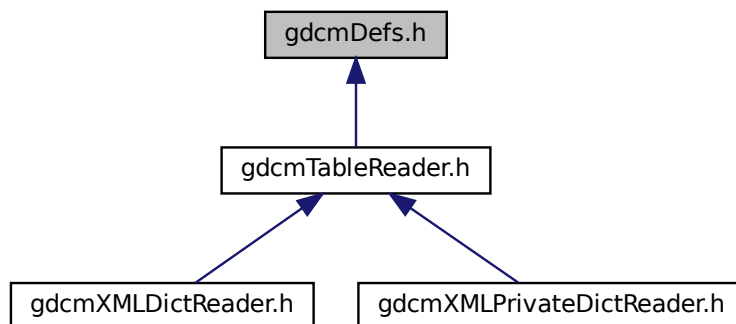 gdcmDefs.h
gdcmTableReader.h
gdcmXMLDictReader.h
gdcmXMLPrivateDictReader.h